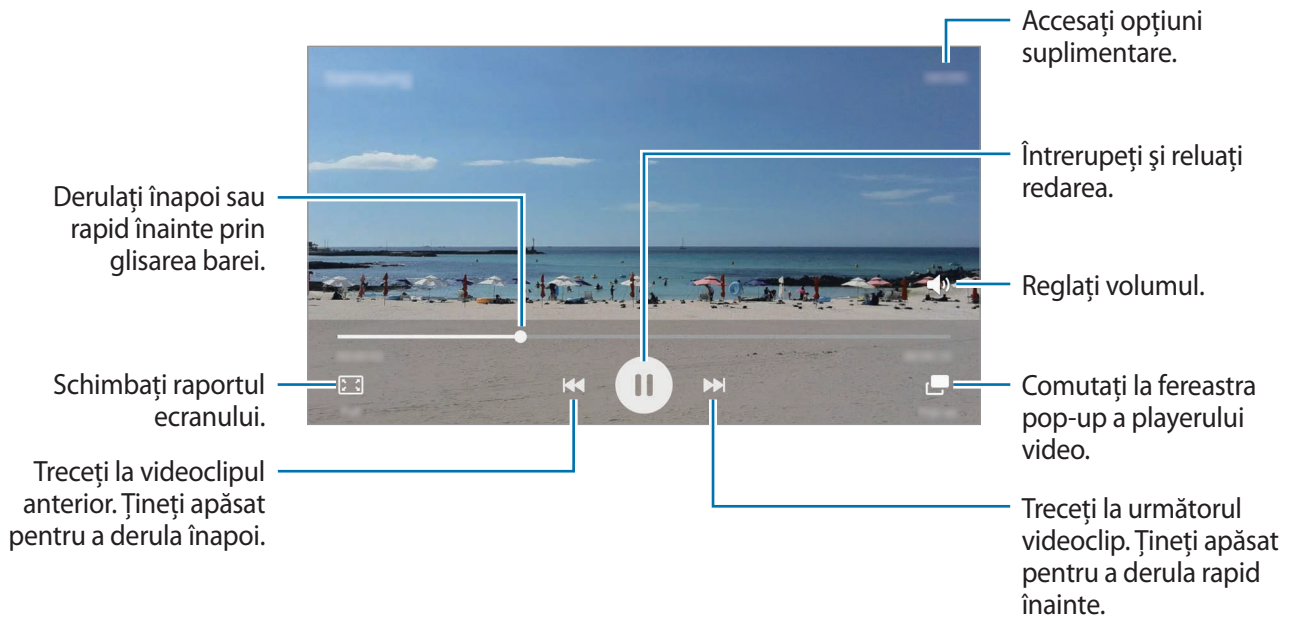 Accesați opțiuni
suplimentare.
Întrerupeți şi reluați
redarea.
Derulați înapoi sau
rapid înainte prin
glisarea barei.
Reglați volumul.
Schimbați raportul
ecranului.
Comutați la fereastra
pop-up a playerului
video.
Treceți la videoclipul
anterior. Țineți apăsat
pentru a derula înapoi.
Treceți la următorul
videoclip. Țineți apăsat
pentru a derula rapid
înainte.